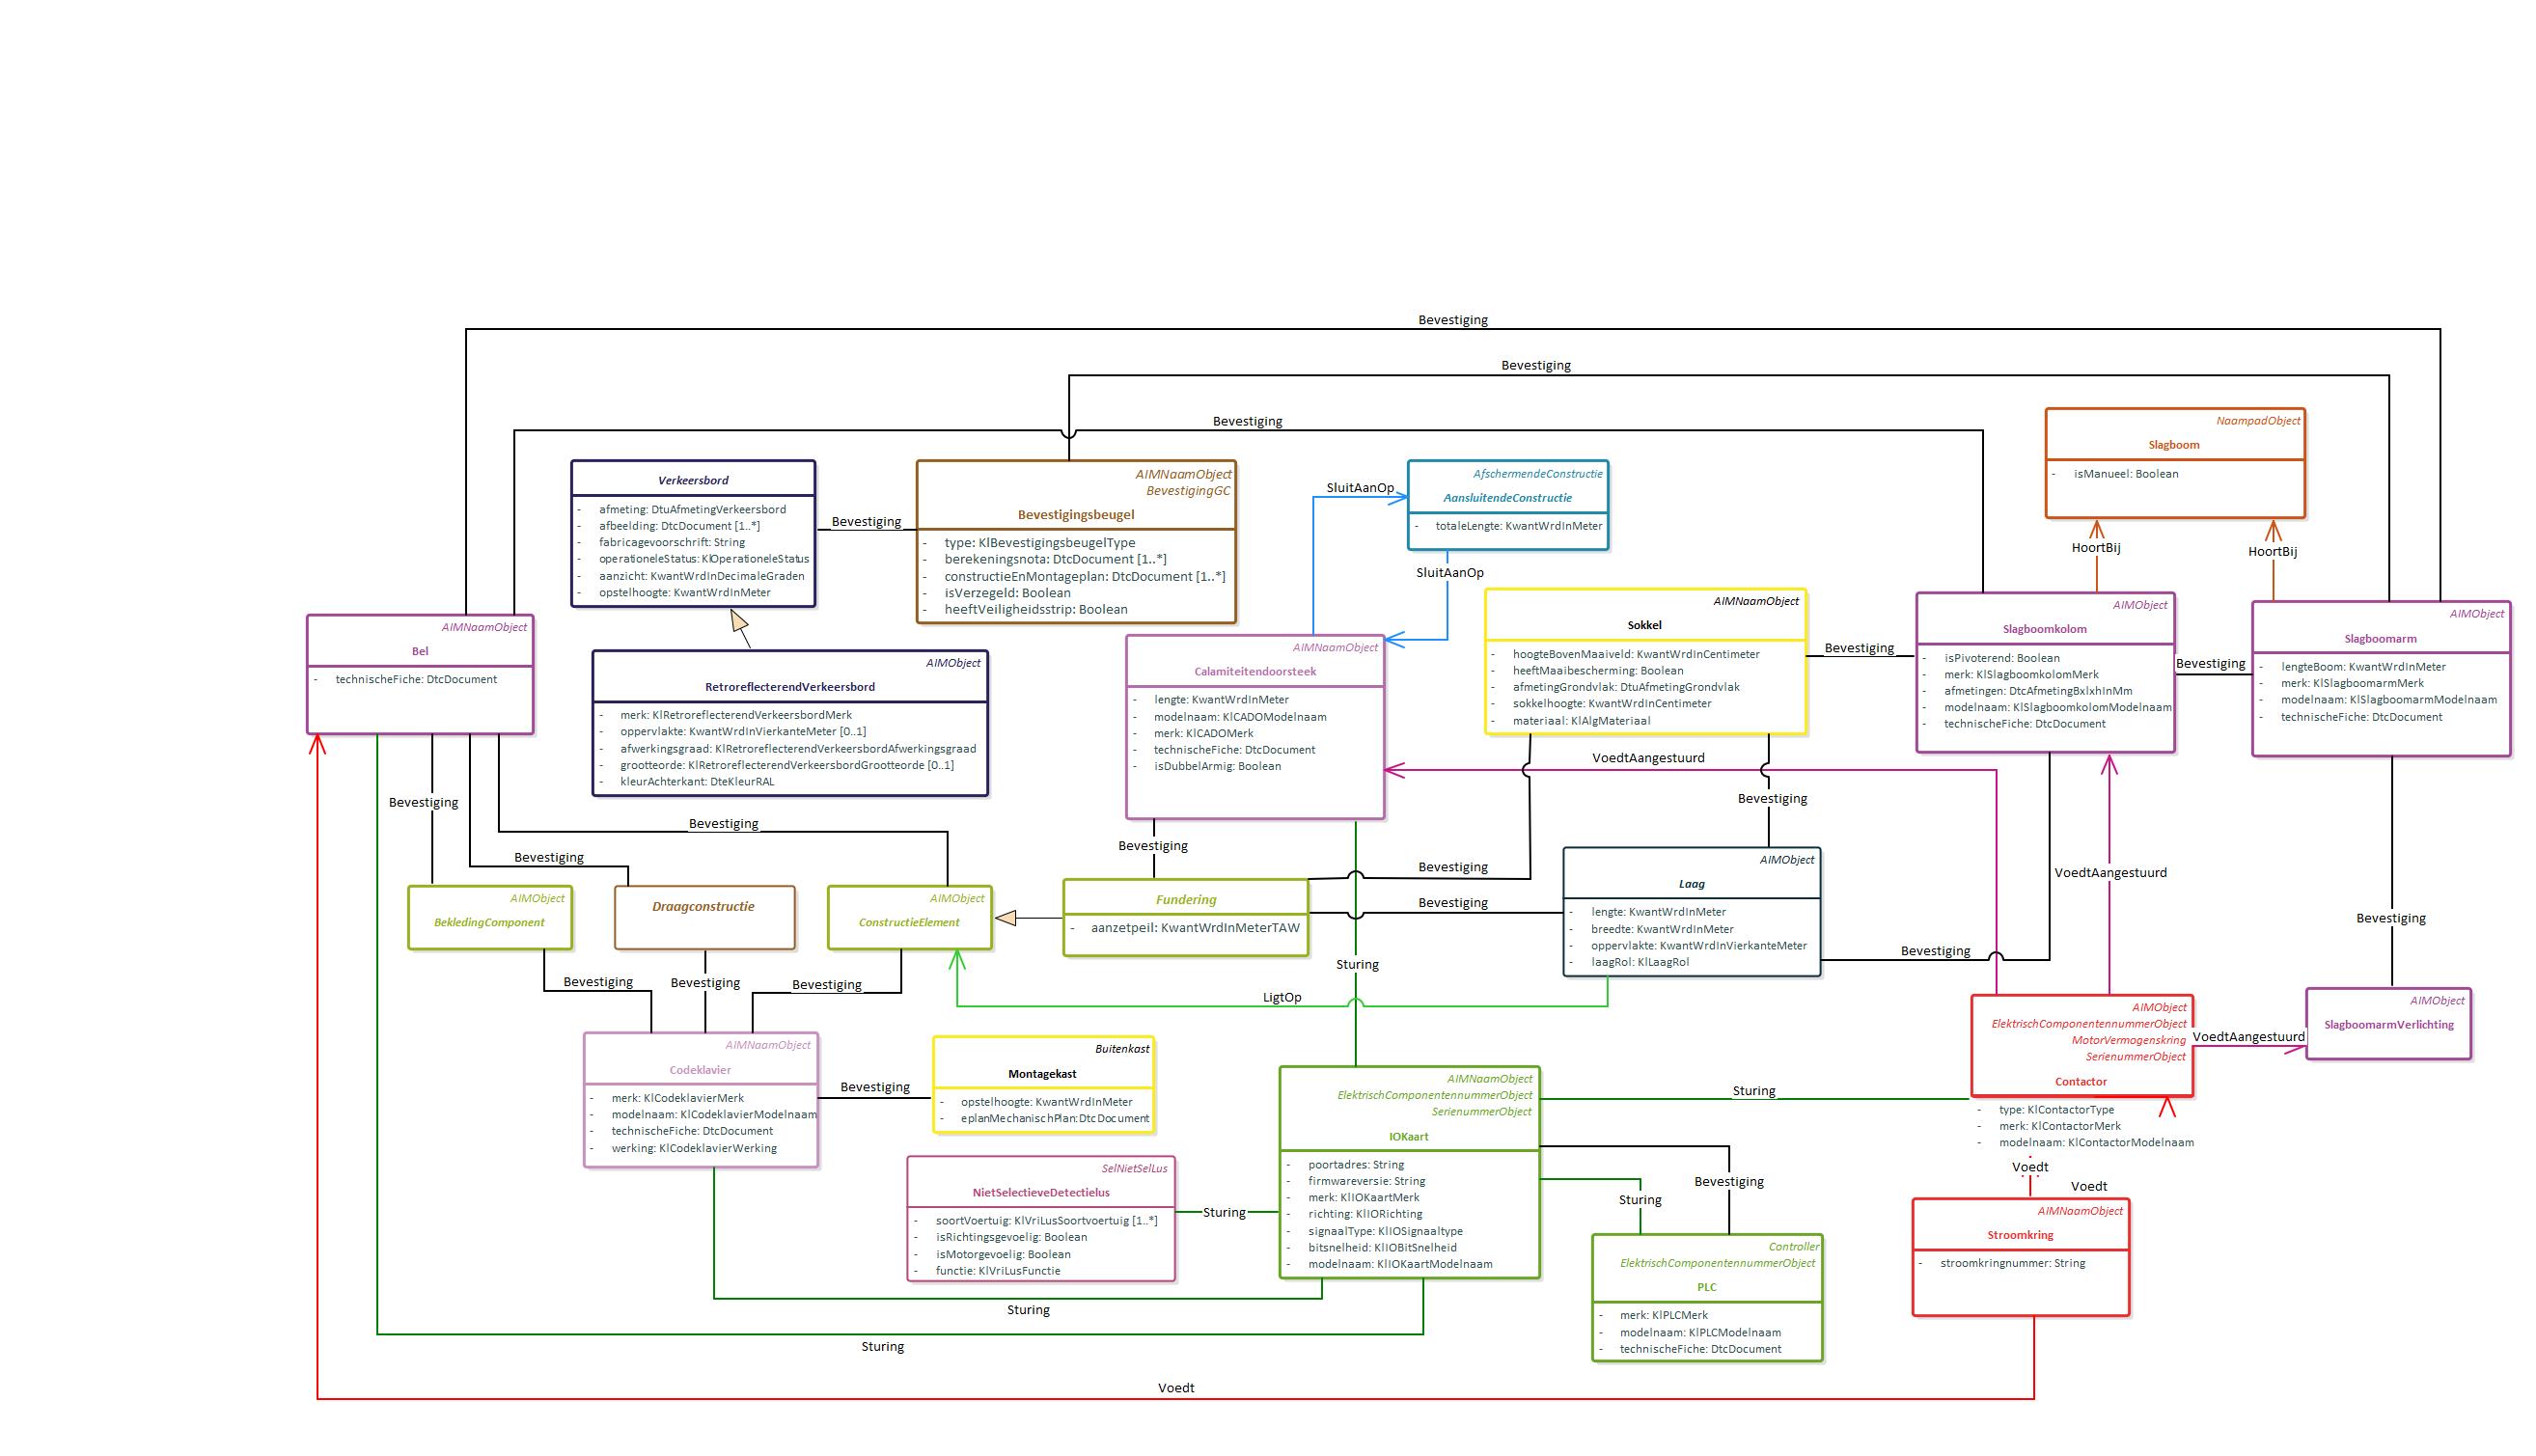 Bevestiging
Bevestiging
Bevestiging
NaampadObject
Slagboom
- isManueel: Boolean
HoortBij
HoortBij
Verkeersbord
- afmeting: DtuAfmetingVerkeersbord
- afbeelding: DtcDocument [1..*]
- fabricagevoorschrift: String
- operationeleStatus: KlOperationeleStatus
- aanzicht: KwantWrdInDecimaleGraden
- opstelhoogte: KwantWrdInMeter
Bevestiging
AIMNaamObject
BevestigingGC
Bevestigingsbeugel
- type: KlBevestigingsbeugelType
- berekeningsnota: DtcDocument [1..*]
- constructieEnMontageplan: DtcDocument [1..*]
- isVerzegeld: Boolean
- heeftVeiligheidsstrip: Boolean
SluitAanOp
AfschermendeConstructie
AansluitendeConstructie
- totaleLengte: KwantWrdInMeter
SluitAanOp
AIMNaamObject
Bel
- technischeFiche: DtcDocument
AIMObject
RetroreflecterendVerkeersbord
- merk: KlRetroreflecterendVerkeersbordMerk
- oppervlakte: KwantWrdInVierkanteMeter [0..1]
- afwerkingsgraad: KlRetroreflecterendVerkeersbordAfwerkingsgraad
- grootteorde: KlRetroreflecterendVerkeersbordGrootteorde [0..1]
- kleurAchterkant: DteKleurRAL
AIMNaamObject
Calamiteitendoorsteek
- lengte: KwantWrdInMeter
- modelnaam: KlCADOModelnaam
- merk: KlCADOMerk
- technischeFiche: DtcDocument
- isDubbelArmig: Boolean
AIMNaamObject
Sokkel
- hoogteBovenMaaiveld: KwantWrdInCentimeter
- heeftMaaibescherming: Boolean
- afmetingGrondvlak: DtuAfmetingGrondvlak
- sokkelhoogte: KwantWrdInCentimeter
- materiaal: KlAlgMateriaal
Bevestiging
AIMObject
Slagboomkolom
- isPivoterend: Boolean
- merk: KlSlagboomkolomMerk
- afmetingen: DtcAfmetingBxlxhInMm
- modelnaam: KlSlagboomkolomModelnaam
- technischeFiche: DtcDocument
Bevestiging
AIMObject
Slagboomarm
- lengteBoom: KwantWrdInMeter
- merk: KlSlagboomarmMerk
- modelnaam: KlSlagboomarmModelnaam
- technischeFiche: DtcDocument
VoedtAangestuurd
Bevestiging
Bevestiging
Bevestiging
Bevestiging
Bevestiging
Bevestiging
Bevestiging
VoedtAangestuurd
Bevestiging
AIMObject
BekledingComponent
Draagconstructie
AIMObject
ConstructieElement
Fundering
- aanzetpeil: KwantWrdInMeterTAW
Bevestiging
AIMObject
Laag
- lengte: KwantWrdInMeter
- breedte: KwantWrdInMeter
- oppervlakte: KwantWrdInVierkanteMeter
- laagRol: KlLaagRol
Bevestiging
Sturing
Bevestiging
Bevestiging
Bevestiging
LigtOp
AIMObject
ElektrischComponentennummerObject
MotorVermogenskring
SerienummerObject
Contactor
- type: KlContactorType
- merk: KlContactorMerk
- modelnaam: KlContactorModelnaam
VoedtAangestuurd
AIMObject
SlagboomarmVerlichting
AIMNaamObject
Codeklavier
- merk: KlCodeklavierMerk
- modelnaam: KlCodeklavierModelnaam
- technischeFiche: DtcDocument
- werking: KlCodeklavierWerking
Bevestiging
Buitenkast
Montagekast
- opstelhoogte: KwantWrdInMeter
- eplanMechanischPlan:DtcDocument
AIMNaamObject
ElektrischComponentennummerObject
SerienummerObject
IOKaart
- poortadres: String
- firmwareversie: String
- merk: KlIOKaartMerk
- richting: KlIORichting
- signaalType: KlIOSignaaltype
- bitsnelheid: KlIOBitSnelheid
- modelnaam: KlIOKaartModelnaam
Sturing
SelNietSelLus
NietSelectieveDetectielus
- soortVoertuig: KlVriLusSoortvoertuig [1..*]
- isRichtingsgevoelig: Boolean
- isMotorgevoelig: Boolean
- functie: KlVriLusFunctie
Sturing
Sturing
Bevestiging
Voedt
Voedt
Controller
ElektrischComponentennummerObject
PLC
- merk: KlPLCMerk
- modelnaam: KlPLCModelnaam
- technischeFiche: DtcDocument
AIMNaamObject
Stroomkring
- stroomkringnummer: String
Sturing
Sturing
Voedt